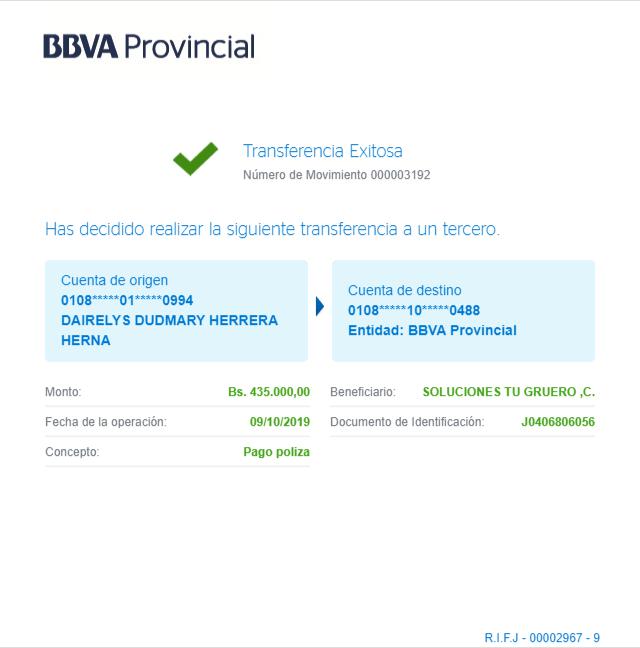 BBVA Provincial
Transferencia Exitosa
Número de Movimiento 000003192
Has decidido realizar la siguiente transferencia a un tercero.
Cuenta de origen
0108*****01*****0994
DAIRELYS DUDMARY HERRERA
HERNA
Cuenta de destino
0108*****10*****0488
Entidad: BBVA Provincial
Monto: Bs. 435.000,00
Fecha de la operación: 09/10/2019
Concepto: Pago poliza
Beneficiario: SOLUCIONES TU GRUERO ,C.
Documento de Identificación: J0406806056
R.I.F.J - 00002967 - 9